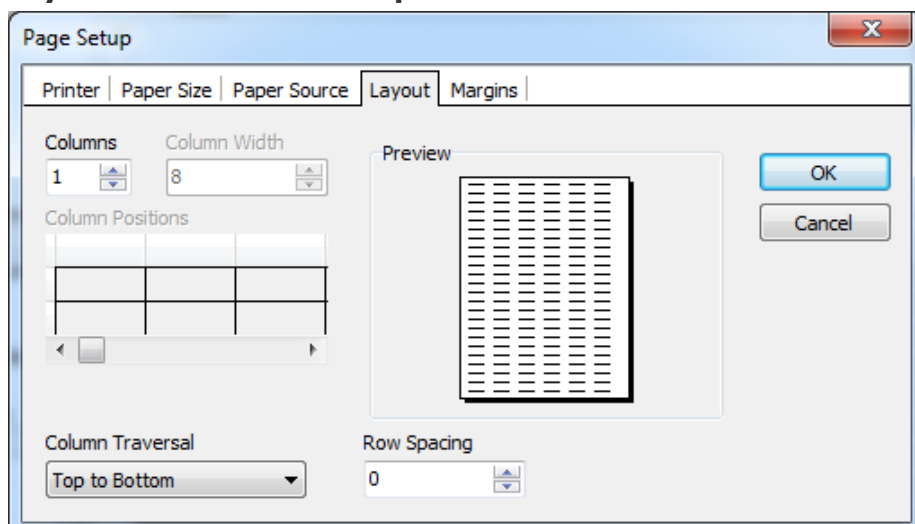 Page Setup
Printer Paper Size Paper Source Layout Margins
Columns Column Width
1 8
Column Positions
Preview
OK
Cancel
Column Traversal
Top to Bottom
Row Spacing
0